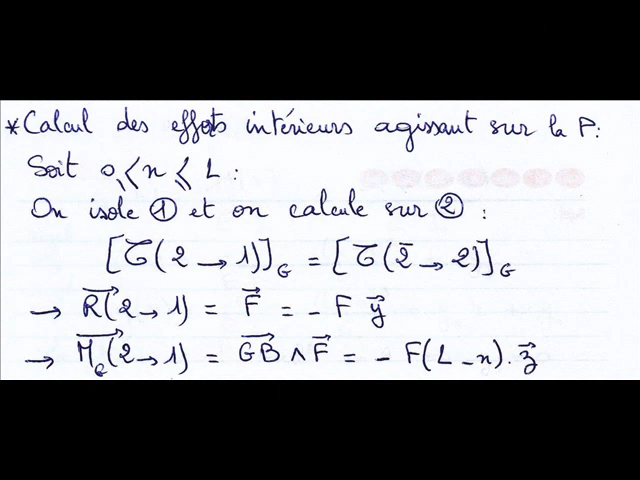 * Calcul des efforts intérieurs agissant sur la P:
Soit 0 ≤ x ≤ L :
On isole ① et on calcule sur ② :
[𝒯(2 → 1)]_G = [𝒯(2̄ → 2)]_G
→ R⃗(2 → 1) = F⃗ = - F y⃗
→ M⃗_G(2 → 1) = GB⃗ ∧ F⃗ = - F(L - x). z⃗